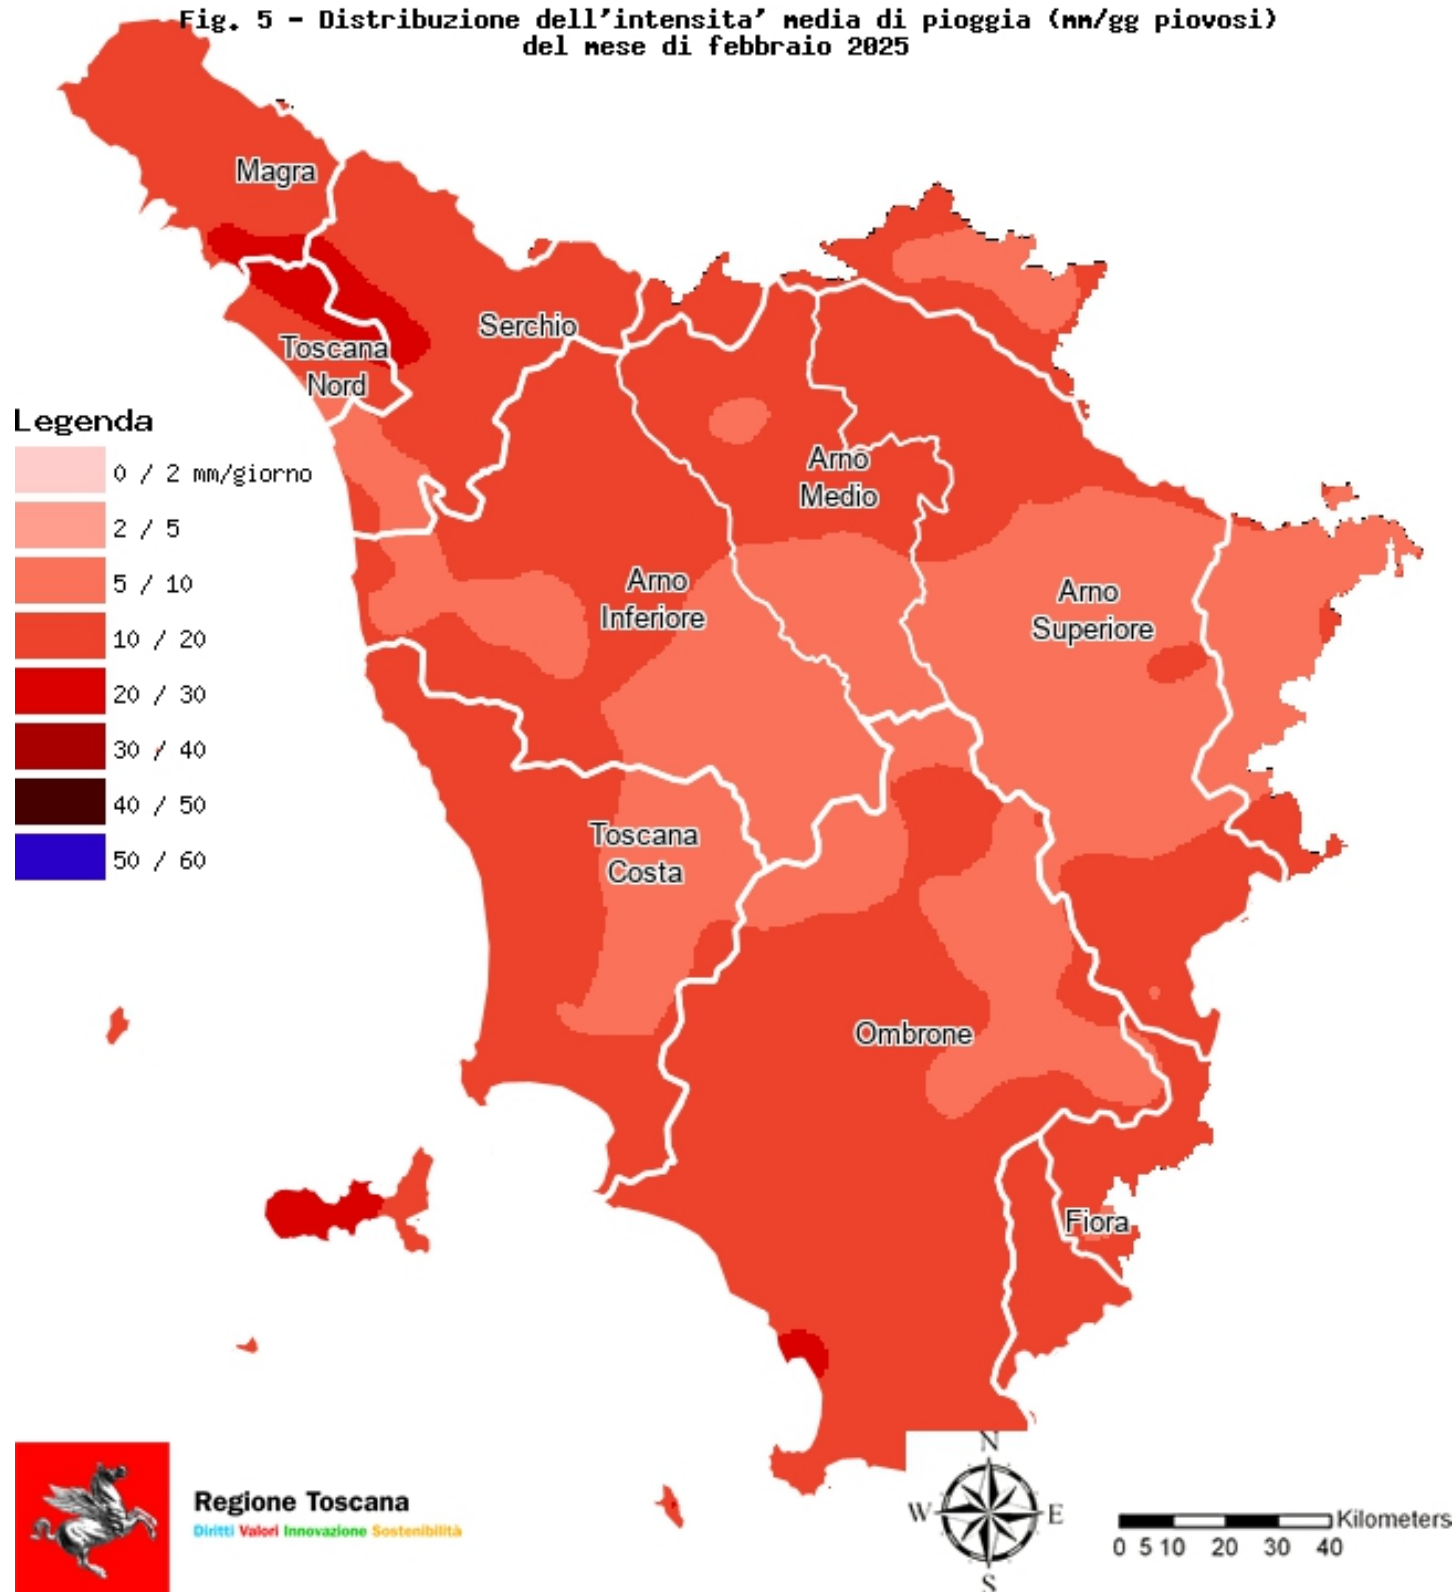 Fig. 5 - Distribuzione dell'intensita' media di pioggia (mm/gg piovosi)
del mese di febbraio 2025
Magra
Serchio
Toscana
Nord
Legenda
0 / 2 mm/giorno
2 / 5
5 / 10
10 / 20
20 / 30
30 / 40
40 / 50
50 / 60
Arno
Medio
Arno
Inferiore
Arno
Superiore
Toscana
Costa
Ombrone
Fiora
Regione Toscana
Diritti Valori Innovazione Sostenibilità
N
W
E
S
Kilometers
0 5 10 20 30 40